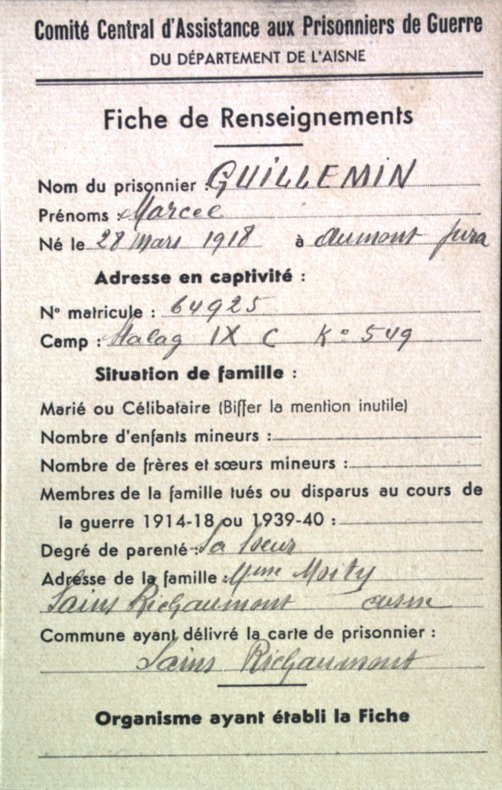 Comité Central d'Assistance aux Prisonniers de Guerre
DU DÉPARTEMENT DE L'AISNE
Fiche de Renseignements
Nom du prisonnier : GUILLEMIN
Prénoms : Marcel
Né le 28 mars 1918 à Aumont Jura
Adresse en captivité :
N° matricule : 64925
Camp : Stalag IX C K° 549
Situation de famille :
Marié ou Célibataire (Biffer la mention inutile)
Nombre d'enfants mineurs :
Nombre de frères et sœurs mineurs :
Membres de la famille tués ou disparus au cours de
la guerre 1914-18 ou 1939-40 :
Degré de parenté : Sa soeur
Adresse de la famille : Mme
Sains Richaumont aisne
Commune ayant délivré la carte de prisonnier :
Sains Richaumont
Organisme ayant établi la Fiche